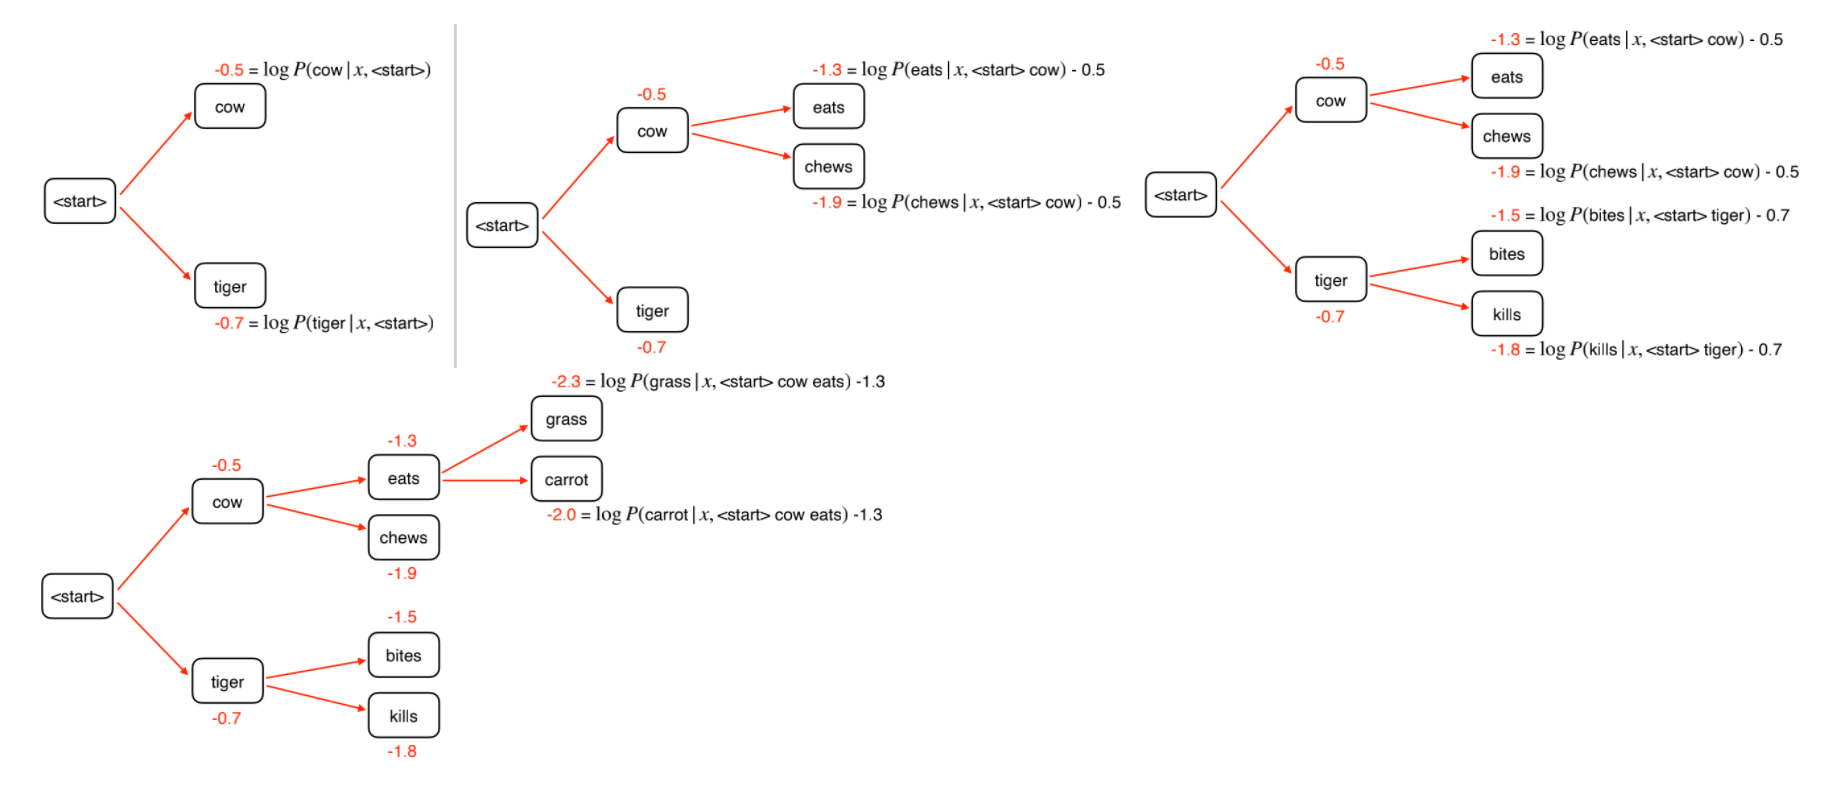 -0.5 = log P(cow | x, <start>)
cow
<start>
tiger
-0.7 = log P(tiger | x, <start>)
-1.3 = log P(eats | x, <start> cow) - 0.5
-0.5
eats
cow
chews
-1.9 = log P(chews | x, <start> cow) - 0.5
<start>
tiger
-0.7
-1.3 = log P(eats | x, <start> cow) - 0.5
-0.5
eats
cow
chews
-1.9 = log P(chews | x, <start> cow) - 0.5
<start>
-1.5 = log P(bites | x, <start> tiger) - 0.7
bites
tiger
kills
-0.7
-1.8 = log P(kills | x, <start> tiger) - 0.7
-2.3 = log P(grass | x, <start> cow eats) -1.3
grass
-1.3
-0.5
eats
carrot
cow
-2.0 = log P(carrot | x, <start> cow eats) -1.3
chews
-1.9
<start>
-1.5
bites
tiger
kills
-0.7
-1.8